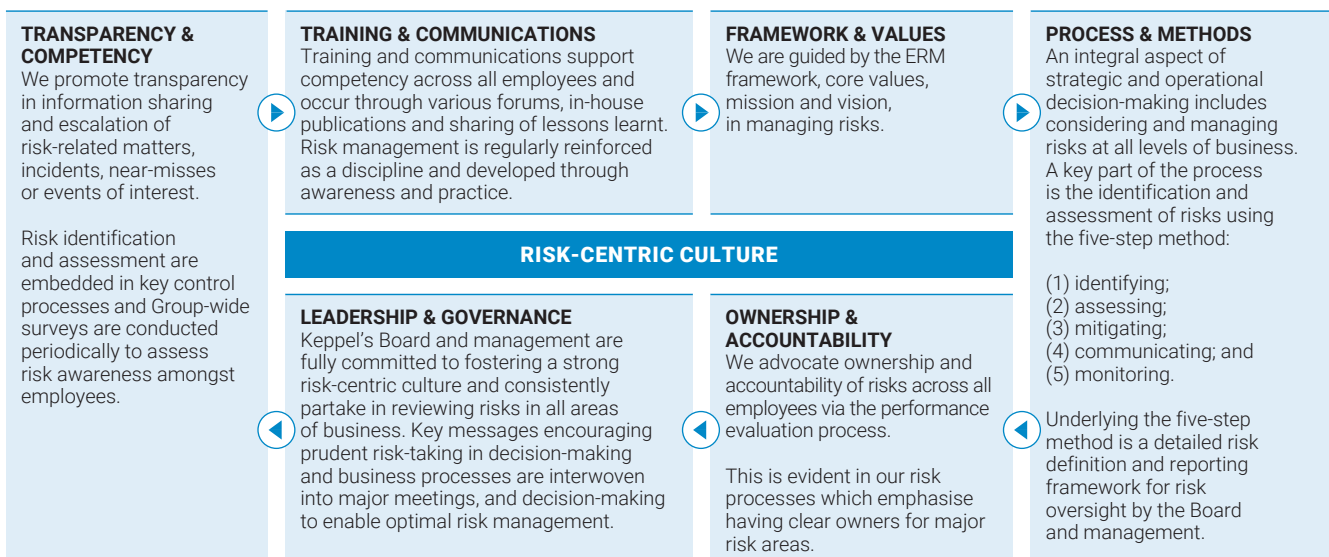 TRANSPARENCY &
COMPETENCY
We promote transparency
in information sharing
and escalation of
risk-related matters,
incidents, near-misses
or events of interest.
Risk identification
and assessment are
embedded in key control
processes and Group-wide
surveys are conducted
periodically to assess
risk awareness amongst
employees.
TRAINING & COMMUNICATIONS
Training and communications support
competency across all employees and
occur through various forums, in-house
publications and sharing of lessons learnt.
Risk management is regularly reinforced
as a discipline and developed through
awareness and practice.
FRAMEWORK & VALUES
We are guided by the ERM
framework, core values,
mission and vision,
in managing risks.
PROCESS & METHODS
An integral aspect of
strategic and operational
decision-making includes
considering and managing
risks at all levels of business.
A key part of the process
is the identification and
assessment of risks using
the five-step method:
(1) identifying;
(2) assessing;
(3) mitigating;
(4) communicating; and
(5) monitoring.
Underlying the five-step
method is a detailed risk
definition and reporting
framework for risk
oversight by the Board
and management.
RISK-CENTRIC CULTURE
LEADERSHIP & GOVERNANCE
Keppel's Board and management are
fully committed to fostering a strong
risk-centric culture and consistently
partake in reviewing risks in all areas
of business. Key messages encouraging
prudent risk-taking in decision-making
and business processes are interwoven
into major meetings, and decision-making
to enable optimal risk management.
OWNERSHIP &
ACCOUNTABILITY
We advocate ownership and
accountability of risks across all
employees via the performance
evaluation process.
This is evident in our risk
processes which emphasise
having clear owners for major
risk areas.